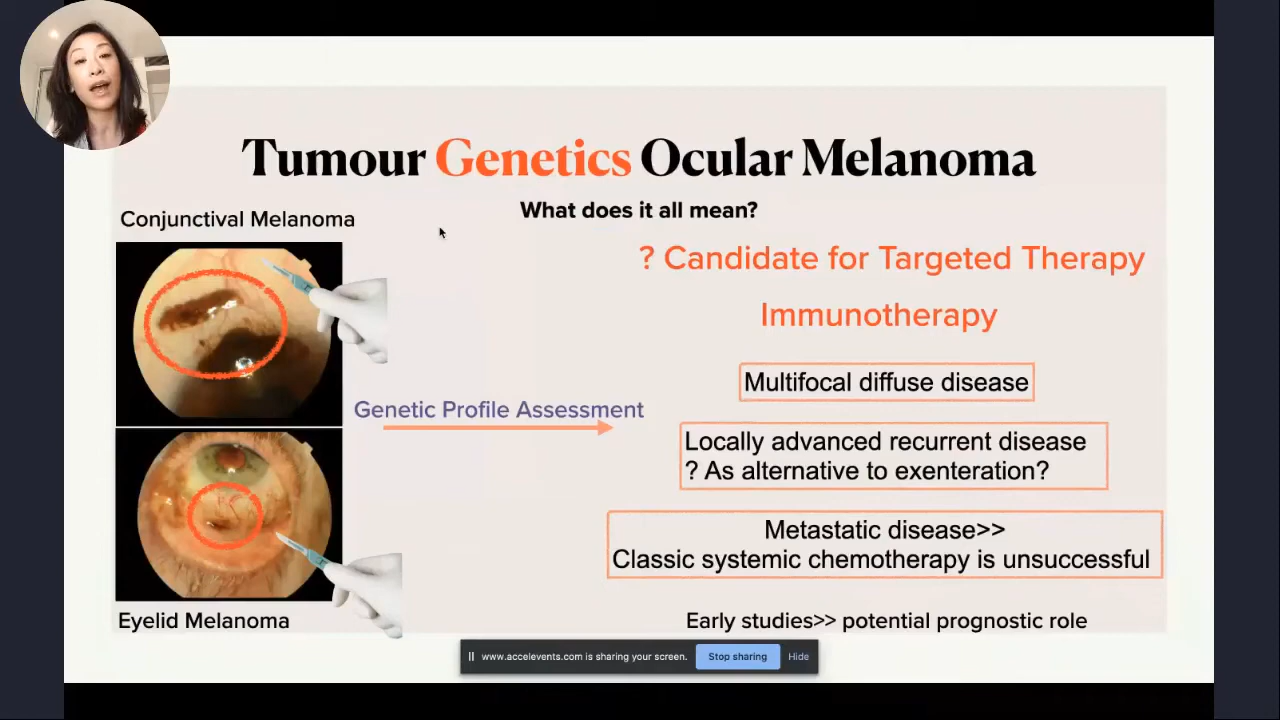 Tumour Genetics Ocular Melanoma
What does it all mean?
Conjunctival Melanoma
? Candidate for Targeted Therapy
Immunotherapy
Multifocal diffuse disease
Genetic Profile Assessment
Locally advanced recurrent disease
? As alternative to exenteration?
Metastatic disease>>
Classic systemic chemotherapy is unsuccessful
Eyelid Melanoma
Early studies>> potential prognostic role
www.accelevents.com is sharing your screen.
Stop sharing
Hide